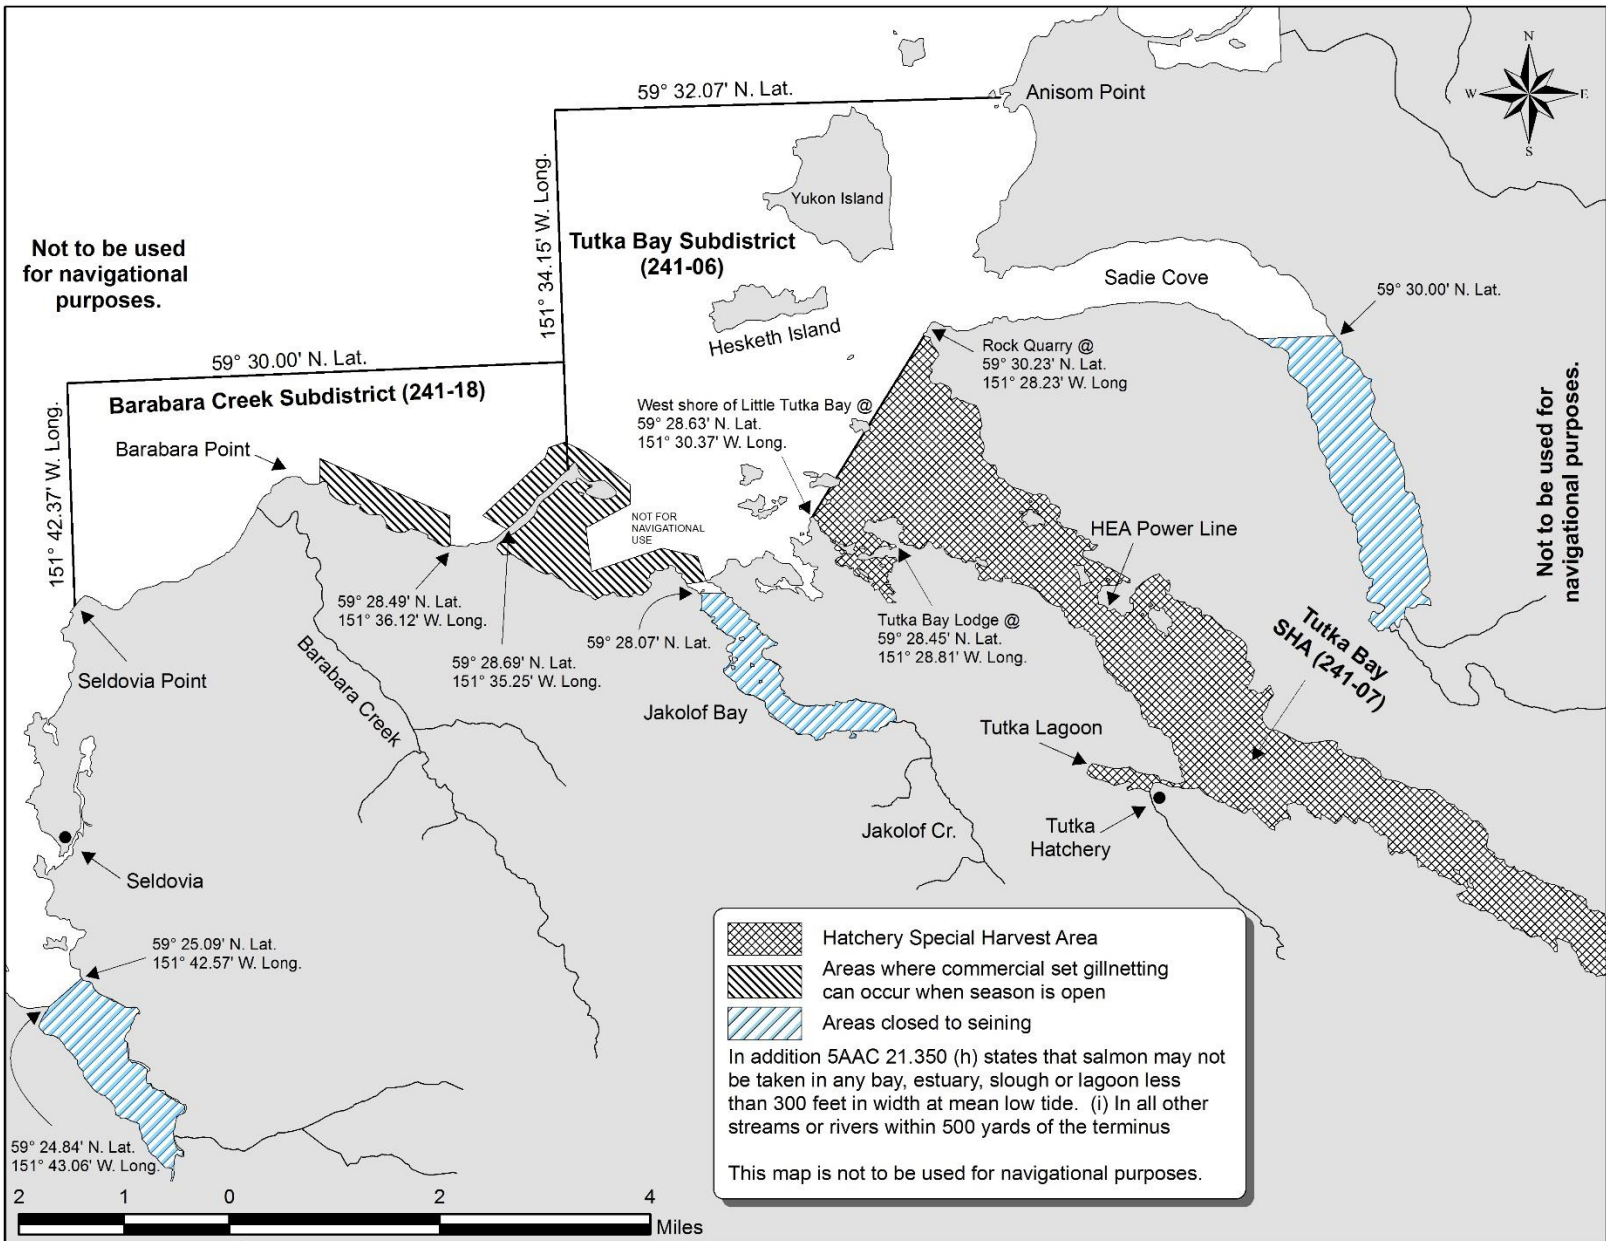 59° 32.07' N. Lat.
Anisom Point
N
W
E
S
151° 34.15' W. Long.
Yukon Island
Not to be used
for navigational
purposes.
Tutka Bay Subdistrict
(241-06)
Sadie Cove
59° 30.00' N. Lat.
Hesketh Island
Rock Quarry @
59° 30.23' N. Lat.
151° 28.23' W. Long
59° 30.00' N. Lat.
Barabara Creek Subdistrict (241-18)
151° 42.37' W. Long.
Barabara Point
West shore of Little Tutka Bay @
59° 28.63' N. Lat.
151° 30.37' W. Long.
Not to be used for
navigational purposes.
NOT FOR
NAVIGATIONAL
USE
HEA Power Line
59° 28.49' N. Lat.
151° 36.12' W. Long.
59° 28.69' N. Lat.
151° 35.25' W. Long.
59° 28.07' N. Lat.
Tutka Bay Lodge @
59° 28.45' N. Lat.
151° 28.81' W. Long.
Tutka Bay
SHA (241-07)
Seldovia Point
Barabara Creek
Jakolof Bay
Tutka Lagoon
Jakolof Cr.
Tutka
Hatchery
Seldovia
59° 25.09' N. Lat.
151° 42.57' W. Long.
59° 24.84' N. Lat.
151° 43.06' W. Long.
Hatchery Special Harvest Area
Areas where commercial set gillnetting
can occur when season is open
Areas closed to seining
In addition 5AAC 21.350 (h) states that salmon may not
be taken in any bay, estuary, slough or lagoon less
than 300 feet in width at mean low tide. (i) In all other
streams or rivers within 500 yards of the terminus
This map is not to be used for navigational purposes.
2 1 0 2 4
Miles